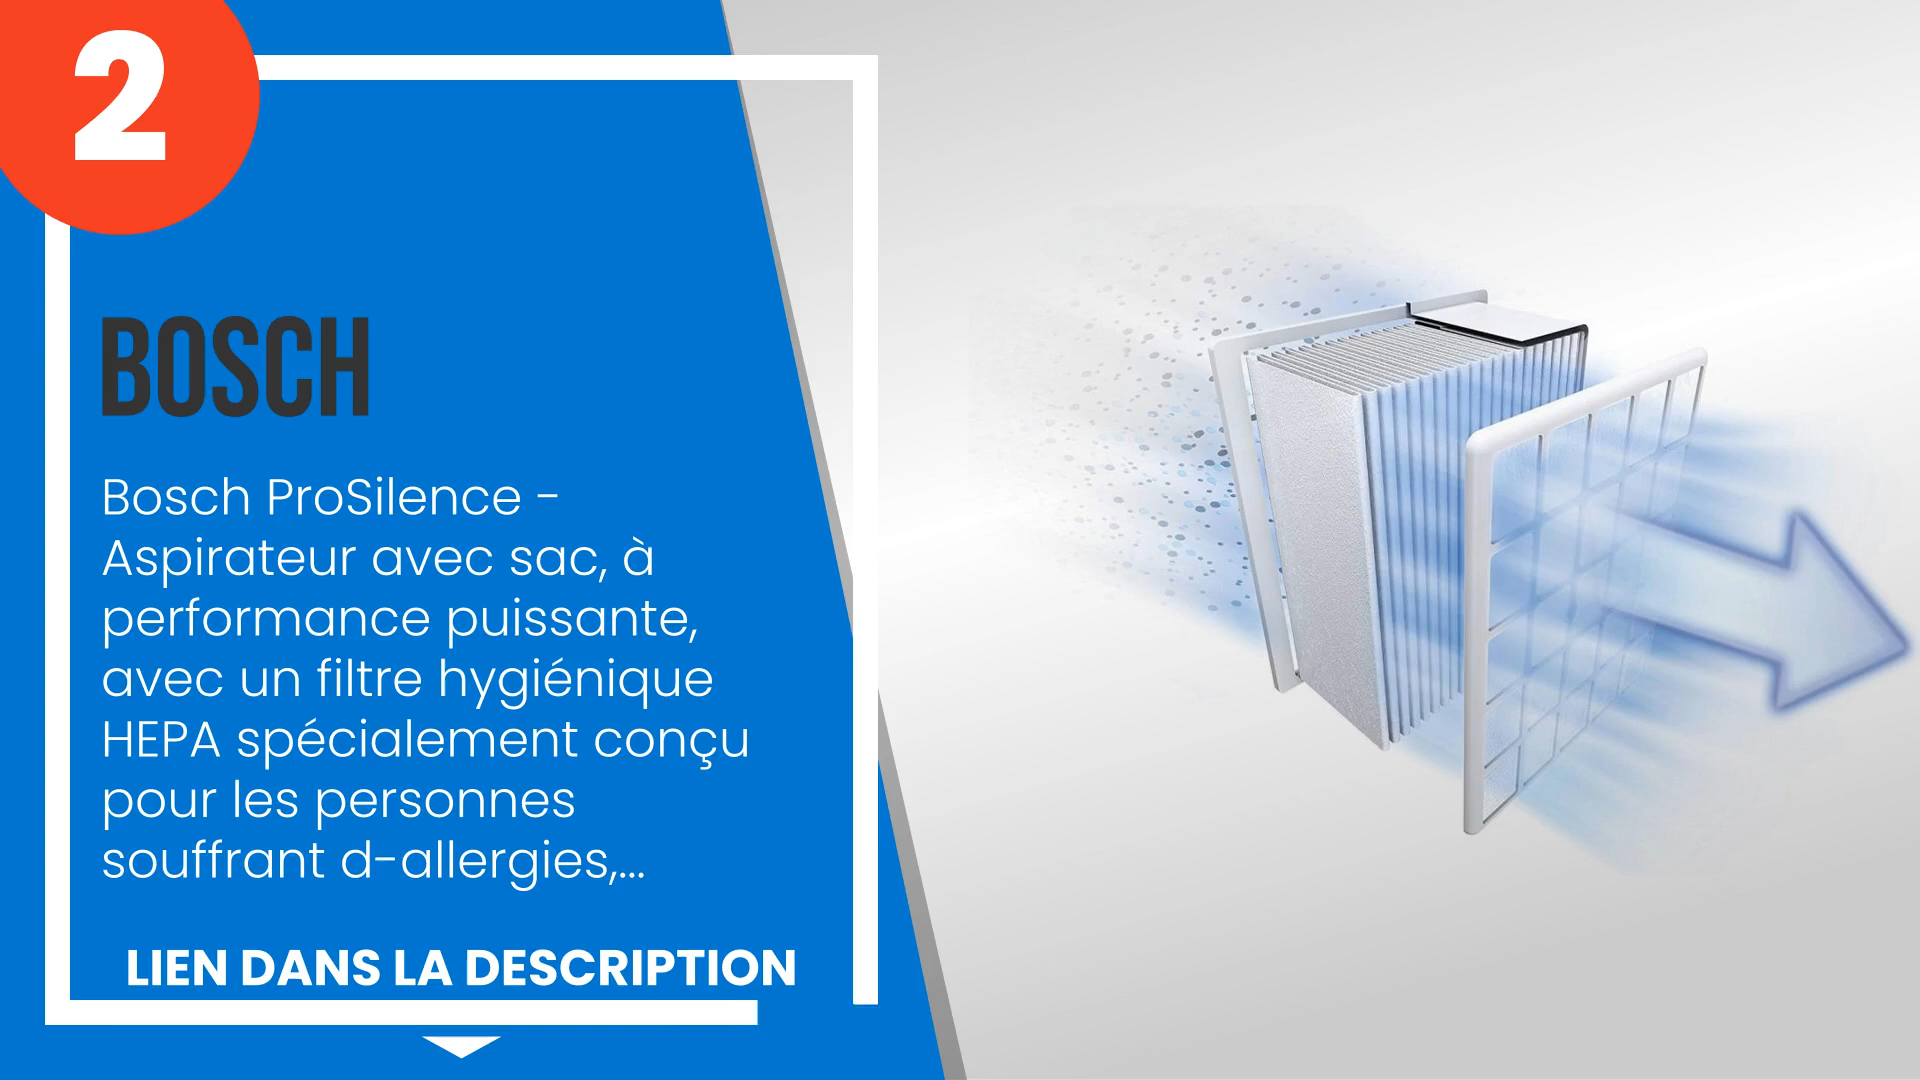 2
BOSCH
Bosch ProSilence -
Aspirateur avec sac, à
performance puissante,
avec un filtre hygiénique
HEPA spécialement conçu
pour les personnes
souffrant d-allergies,...
LIEN DANS LA DESCRIPTION